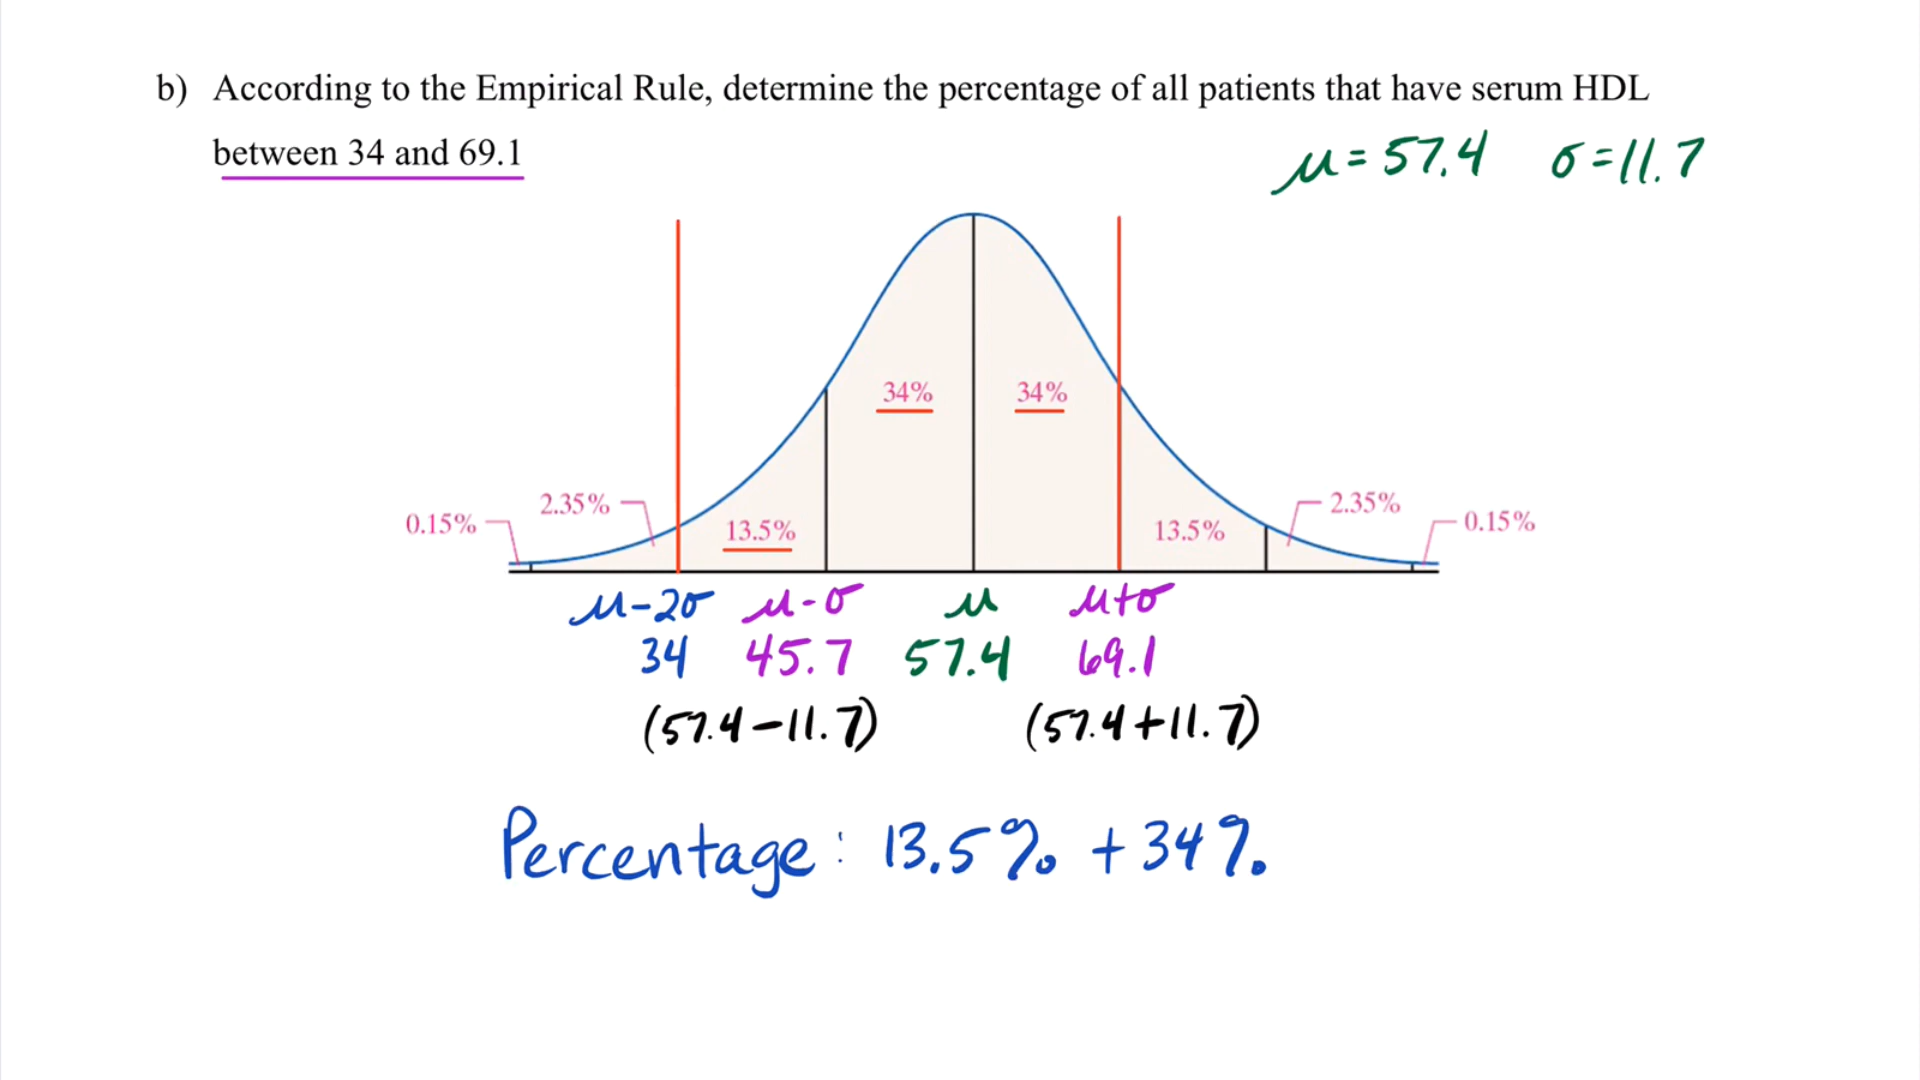 b) According to the Empirical Rule, determine the percentage of all patients that have serum HDL
between 34 and 69.1
μ = 57.4 σ = 11.7
34% 34%
0.15% 2.35% 13.5% 13.5% 2.35% 0.15%
μ-2σ μ-σ μ μ+σ
34 45.7 57.4 69.1
(57.4-11.7) (57.4+11.7)
Percentage: 13.5% + 34%